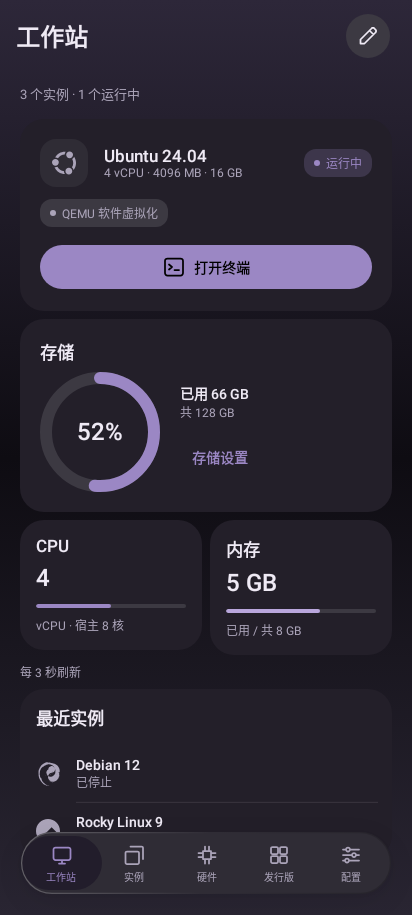 工作站
3 个实例 · 1 个运行中
Ubuntu 24.04
4 vCPU · 4096 MB · 16 GB
运行中
QEMU 软件虚拟化
打开终端
存储
52%
已用 66 GB
共 128 GB
存储设置
CPU
4
vCPU · 宿主 8 核
内存
5 GB
已用 / 共 8 GB
每 3 秒刷新
最近实例
Debian 12
已停止
Rocky Linux 9
工作站
实例
硬件
发行版
配置